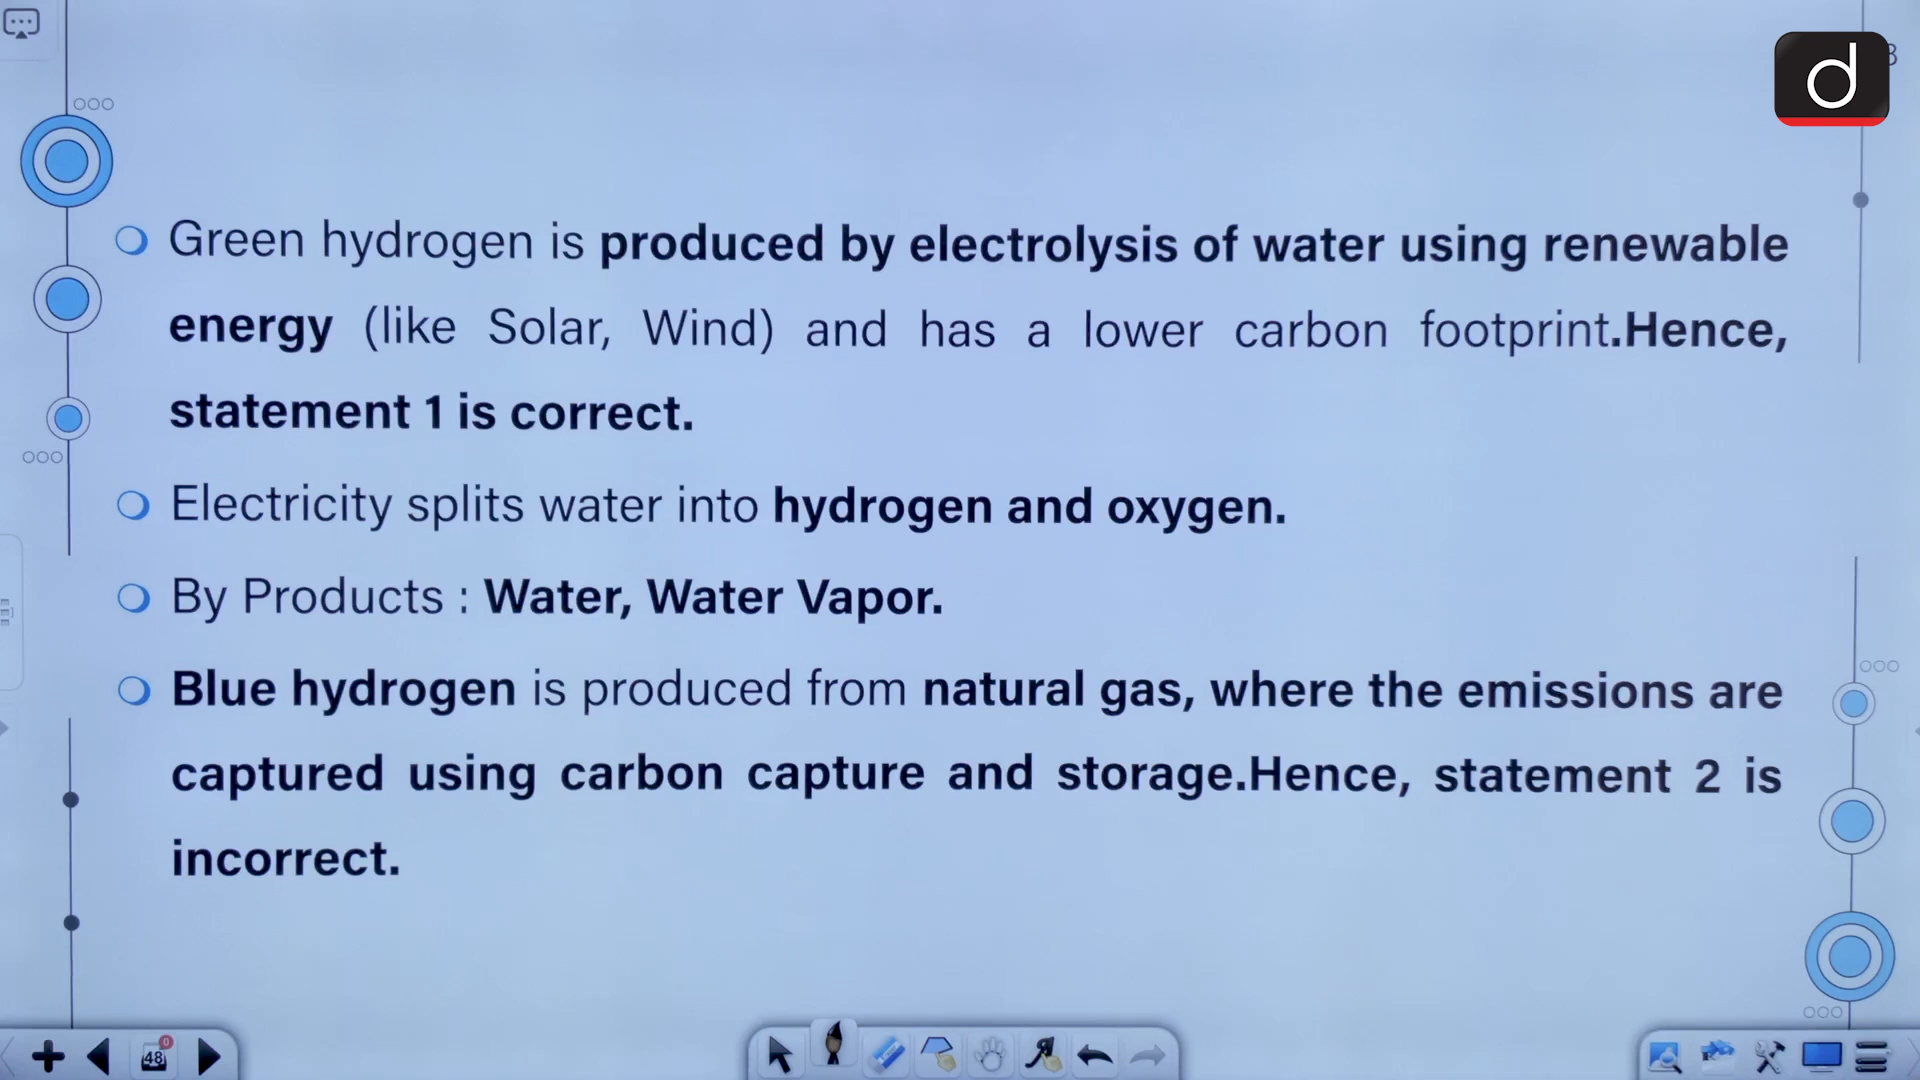 d
Green hydrogen is produced by electrolysis of water using renewable
energy (like Solar, Wind) and has a lower carbon footprint.Hence,
statement 1 is correct.
Electricity splits water into hydrogen and oxygen.
By Products : Water, Water Vapor.
Blue hydrogen is produced from natural gas, where the emissions are
captured using carbon capture and storage.Hence, statement 2 is
incorrect.
48
0